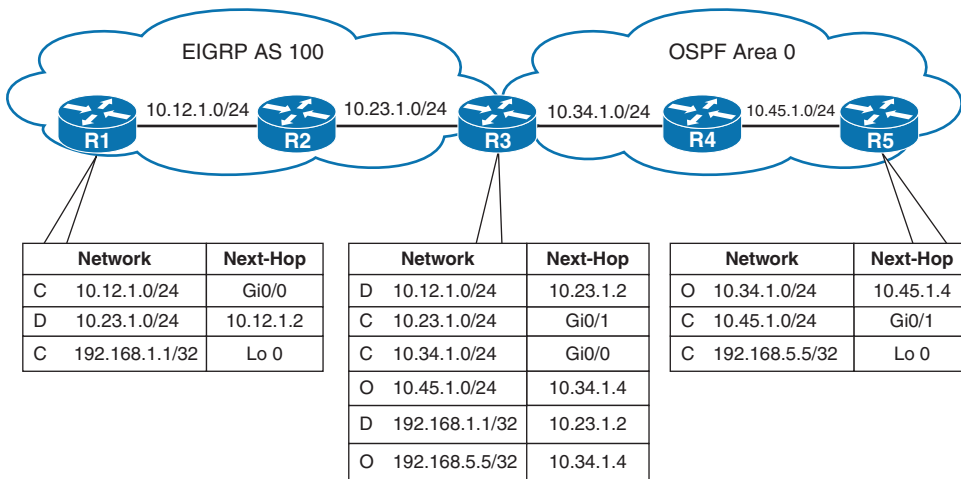 EIGRP AS 100
OSPF Area 0
10.12.1.0/24
10.23.1.0/24
10.34.1.0/24
10.45.1.0/24
R1
R2
R3
R4
R5
Network Next-Hop
C 10.12.1.0/24 Gi0/0
D 10.23.1.0/24 10.12.1.2
C 192.168.1.1/32 Lo 0
Network Next-Hop
D 10.12.1.0/24 10.23.1.2
C 10.23.1.0/24 Gi0/1
C 10.34.1.0/24 Gi0/0
O 10.45.1.0/24 10.34.1.4
D 192.168.1.1/32 10.23.1.2
O 192.168.5.5/32 10.34.1.4
Network Next-Hop
O 10.34.1.0/24 10.45.1.4
C 10.45.1.0/24 Gi0/1
C 192.168.5.5/32 Lo 0